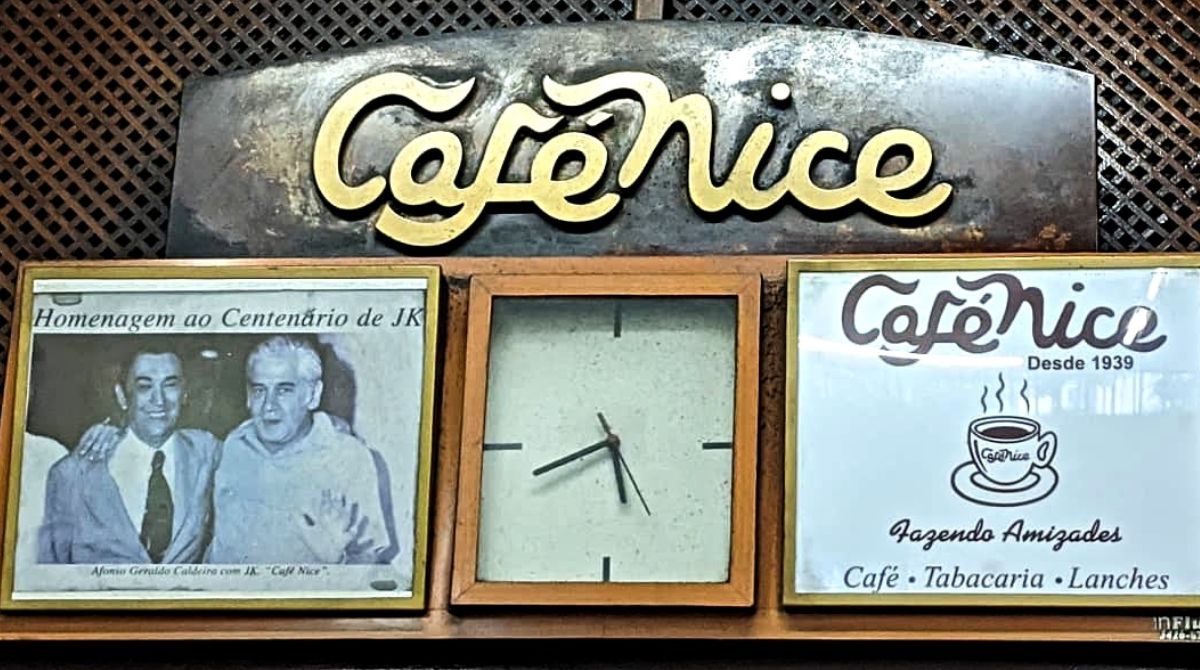 Café Nice
Homenagem ao Centenário de JK
Afonso Geraldo Caldeira com JK. "Café Nice".
Café Nice
Desde 1939
Café Nice
Fazendo Amizades
Café • Tabacaria • Lanches